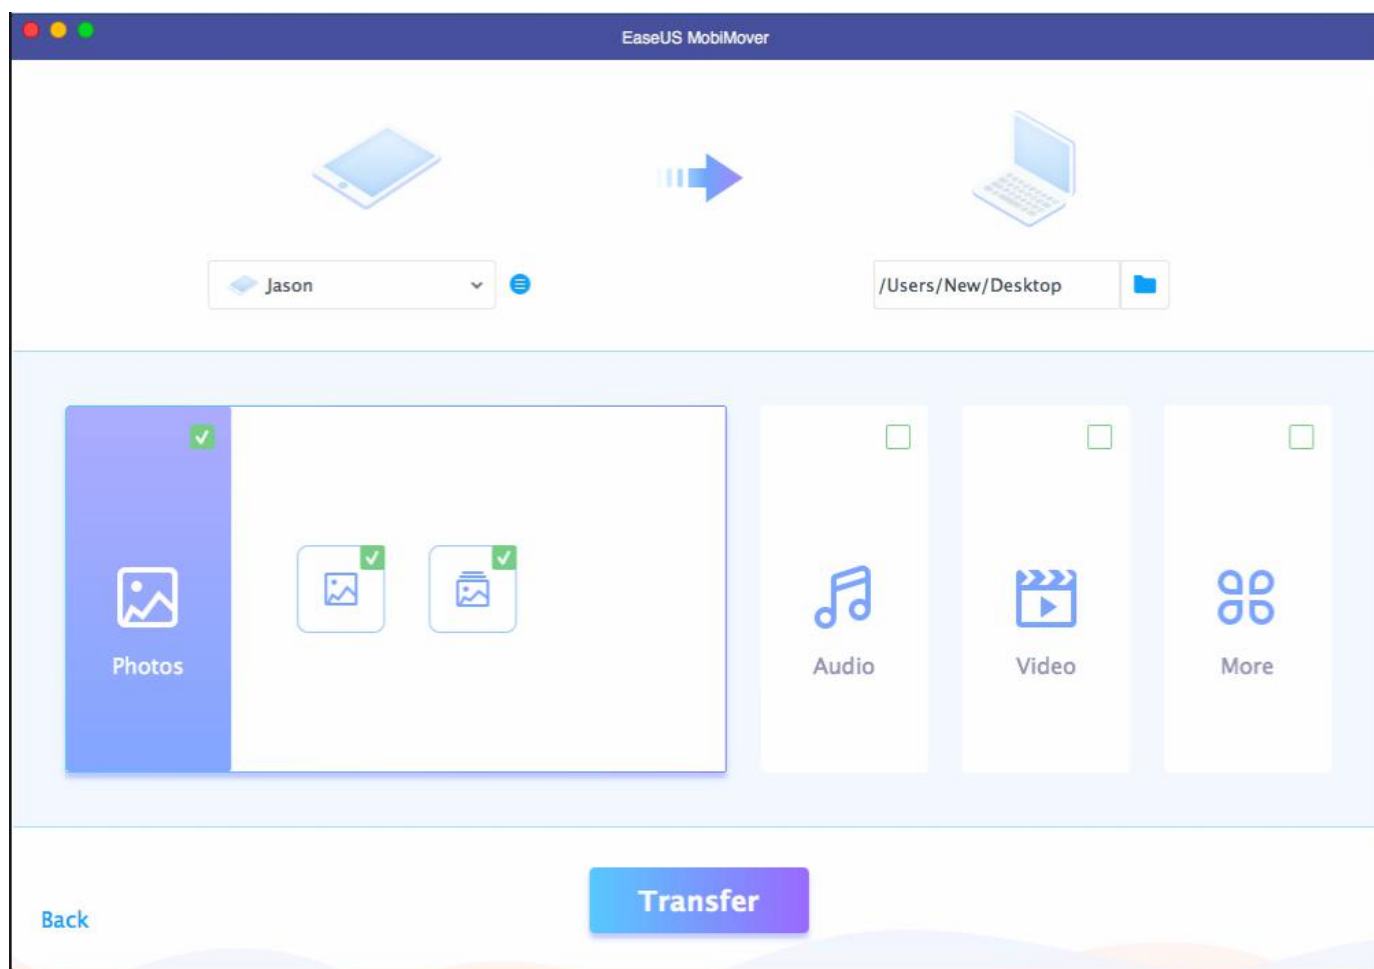 EaseUS MobiMover
Jason
/Users/New/Desktop
Photos
Audio
Video
More
Transfer
Back